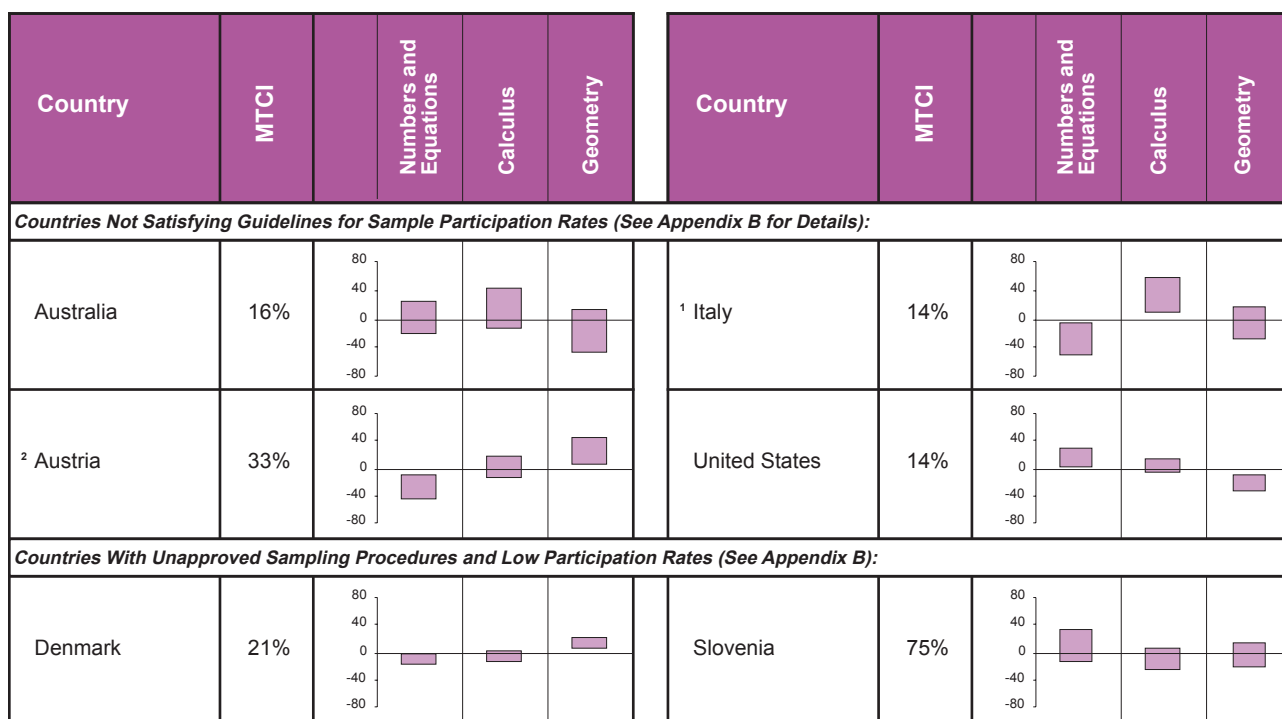 Country
MTCI
Numbers and
Equations
Calculus
Geometry
Country
MTCI
Numbers and
Equations
Calculus
Geometry
Countries Not Satisfying Guidelines for Sample Participation Rates (See Appendix B for Details):
Australia
16%
80
40
0
-40
-80
¹ Italy
14%
80
40
0
-40
-80
² Austria
33%
80
40
0
-40
-80
United States
14%
80
40
0
-40
-80
Countries With Unapproved Sampling Procedures and Low Participation Rates (See Appendix B):
Denmark
21%
80
40
0
-40
-80
Slovenia
75%
80
40
0
-40
-80